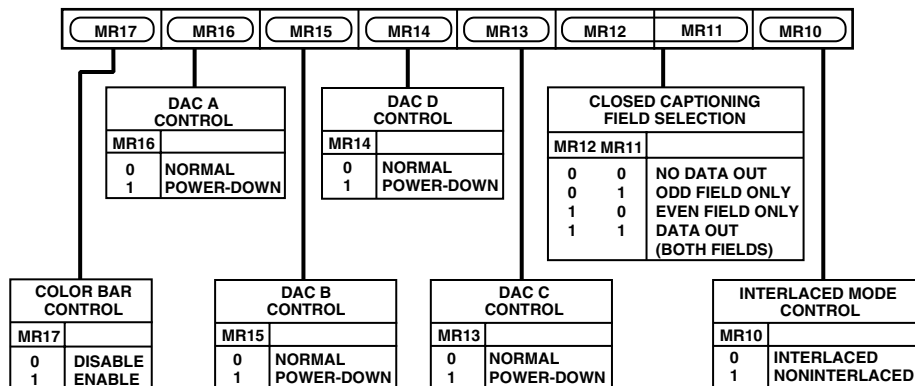 MR17 MR16 MR15 MR14 MR13 MR12 MR11 MR10
DAC A
CONTROL
MR16
0 NORMAL
1 POWER-DOWN
DAC D
CONTROL
MR14
0 NORMAL
1 POWER-DOWN
CLOSED CAPTIONING
FIELD SELECTION
MR12 MR11
0 0 NO DATA OUT
0 1 ODD FIELD ONLY
1 0 EVEN FIELD ONLY
1 1 DATA OUT
(BOTH FIELDS)
COLOR BAR
CONTROL
MR17
0 DISABLE
1 ENABLE
DAC B
CONTROL
MR15
0 NORMAL
1 POWER-DOWN
DAC C
CONTROL
MR13
0 NORMAL
1 POWER-DOWN
INTERLACED MODE
CONTROL
MR10
0 INTERLACED
1 NONINTERLACED